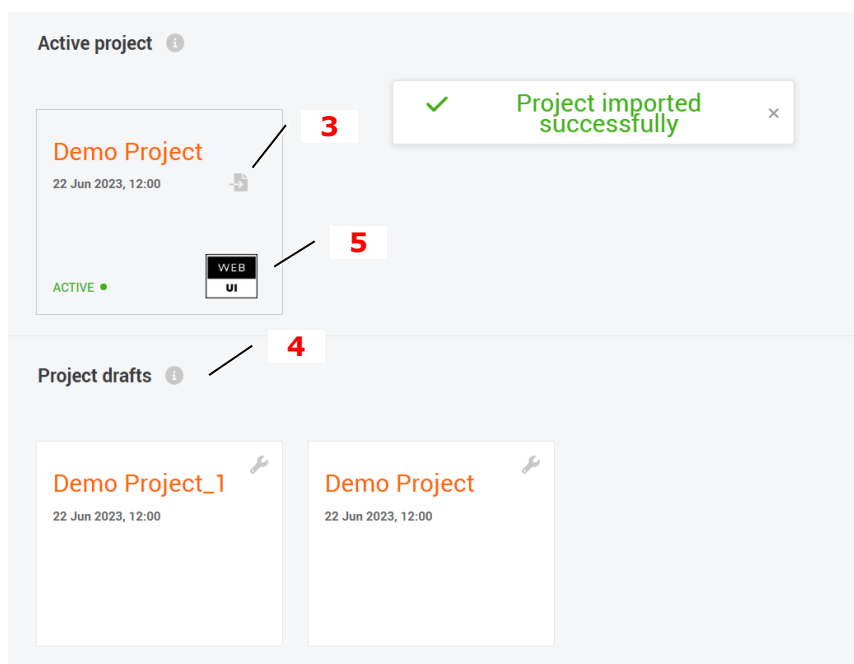 Active project
Project imported
successfully
3
Demo Project
22 Jun 2023, 12:00
5
WEB
UI
ACTIVE
4
Project drafts
Demo Project_1
22 Jun 2023, 12:00
Demo Project
22 Jun 2023, 12:00